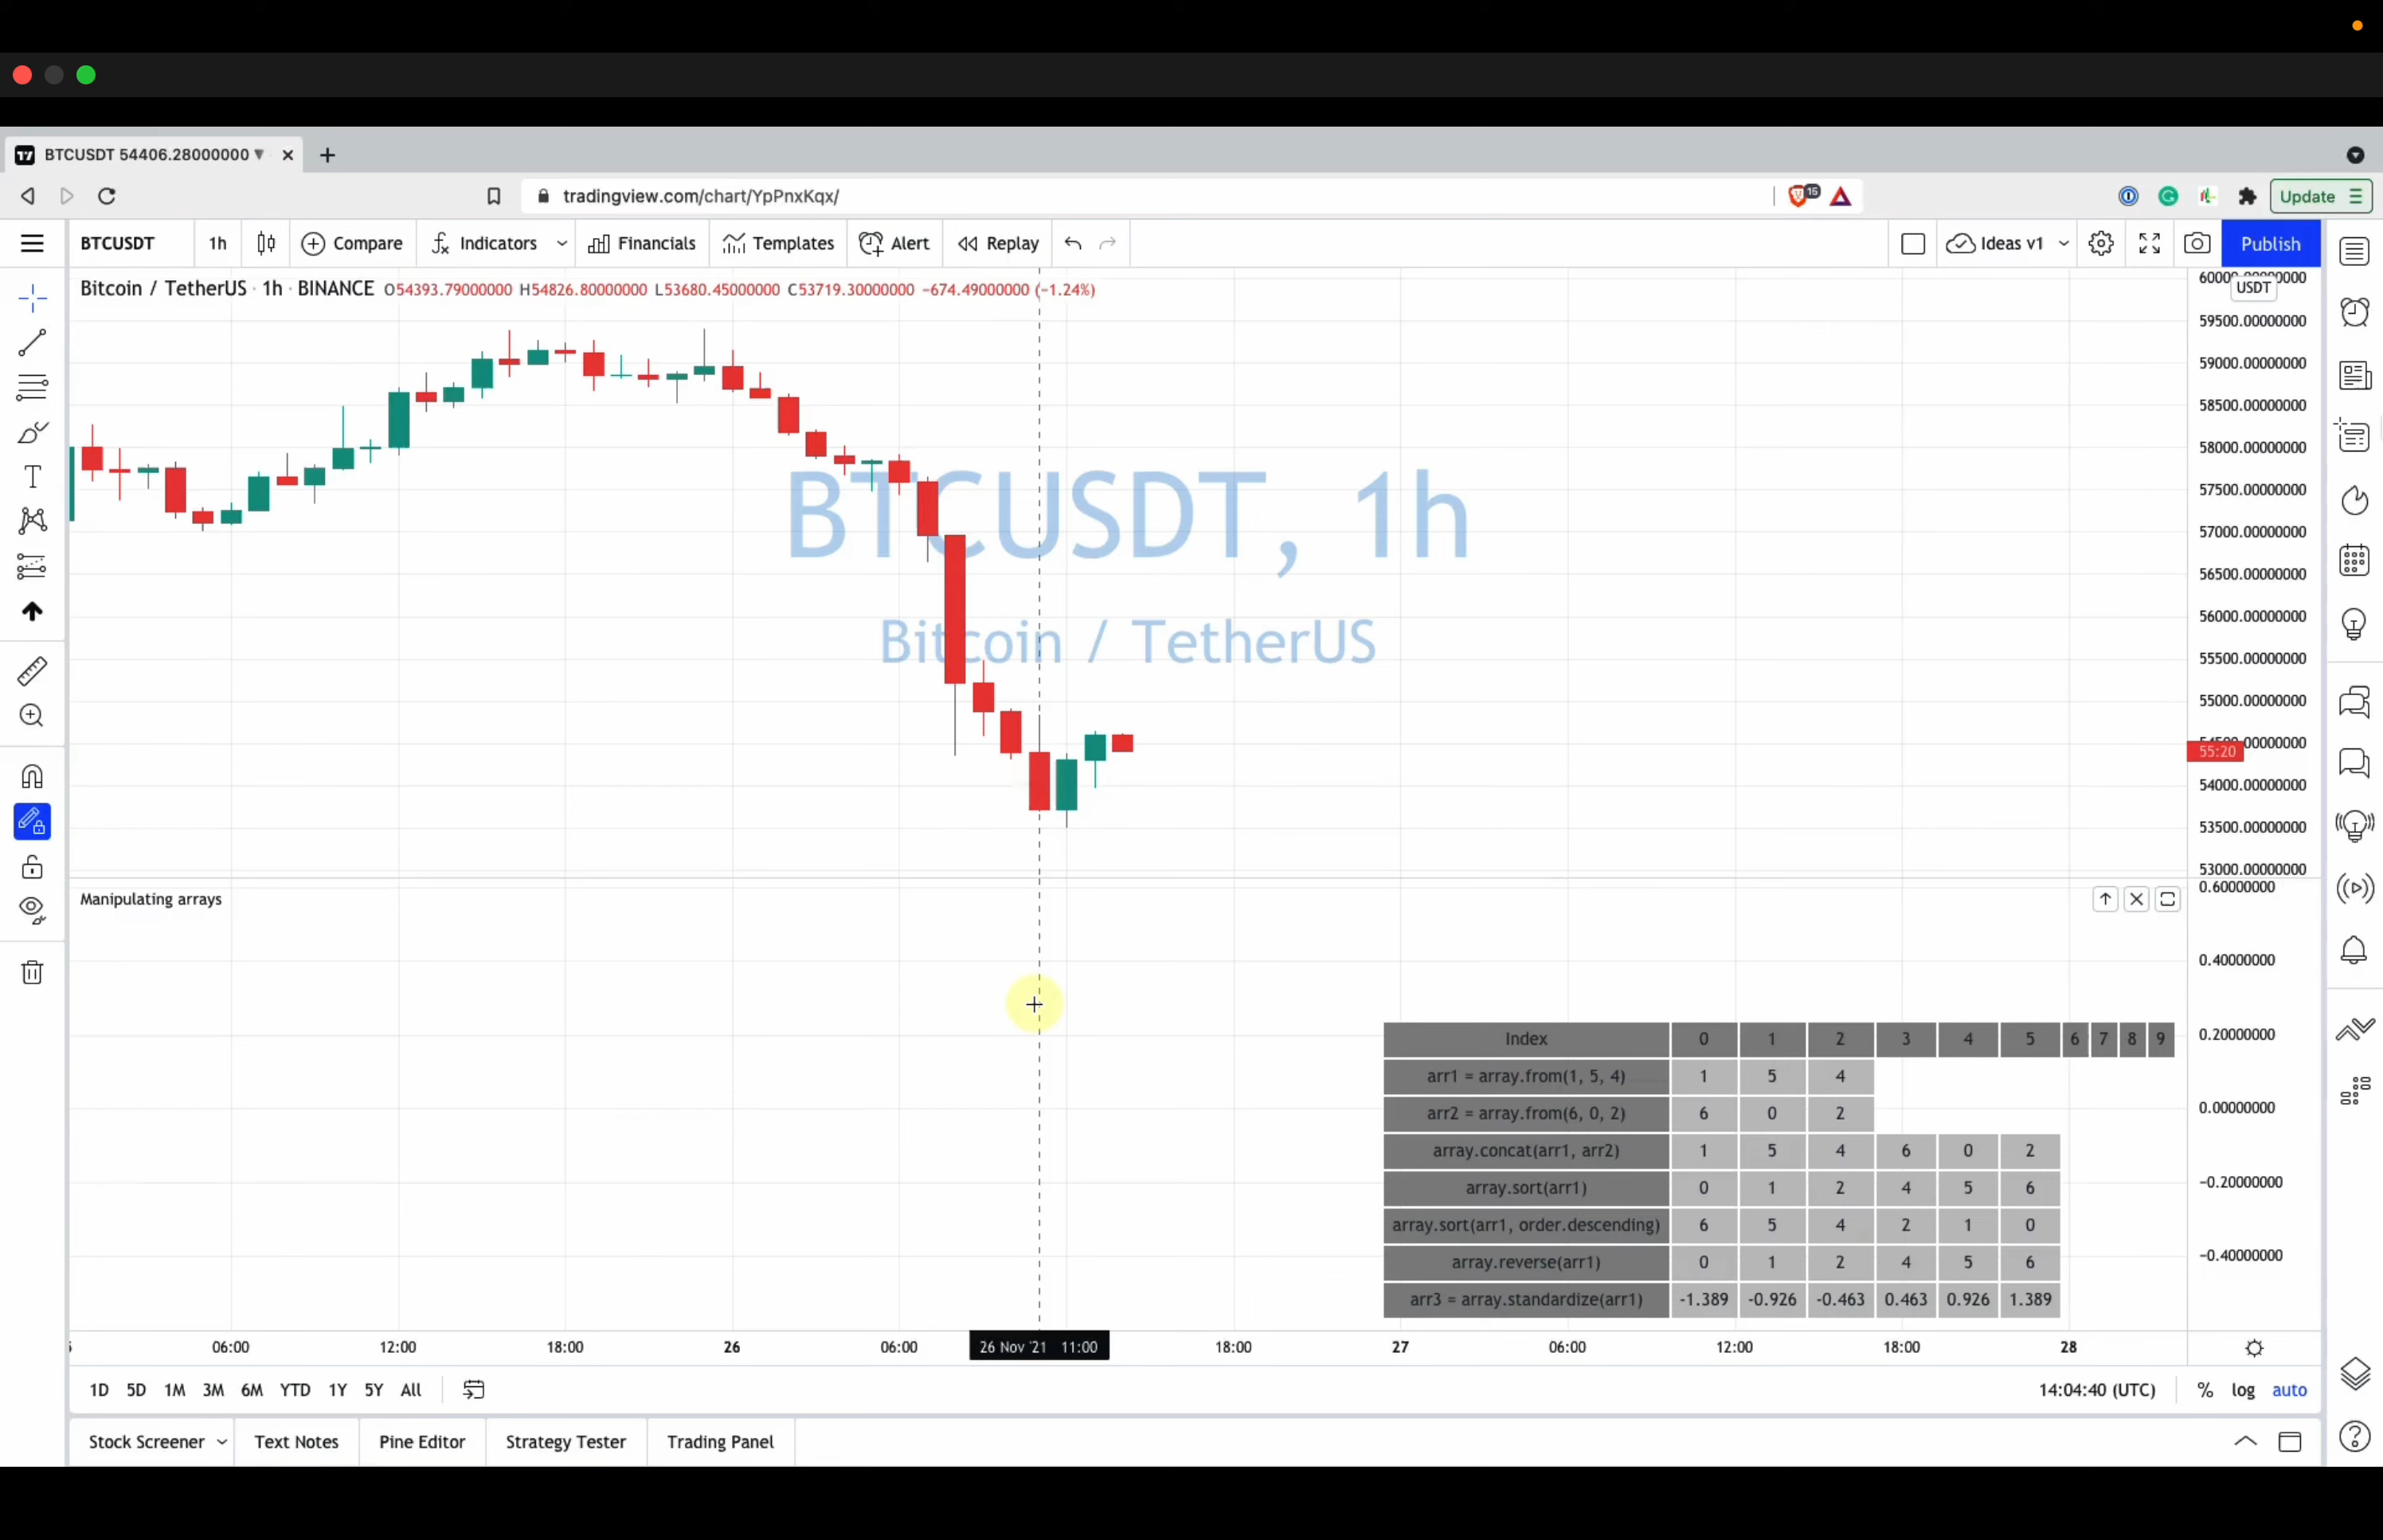 BTCUSDT 54406.28000000 ▼
tradingview.com/chart/YpPnxKqx/
15
Update
BTCUSDT 1h Compare Indicators Financials Templates Alert Replay Ideas v1 Publish
Bitcoin / TetherUS · 1h · BINANCE O54393.79000000 H54826.80000000 L53680.45000000 C53719.30000000 −674.49000000 (−1.24%)
USDT
59500.00000000
59000.00000000
58500.00000000
58000.00000000
57500.00000000
57000.00000000
56500.00000000
56000.00000000
55500.00000000
55000.00000000
55:20
54000.00000000
53500.00000000
53000.00000000
BTCUSDT, 1h
Bitcoin / TetherUS
Manipulating arrays
0.60000000
0.40000000
0.20000000
0.00000000
−0.20000000
−0.40000000
Index 0 1 2 3 4 5 6 7 8 9
arr1 = array.from(1, 5, 4) 1 5 4
arr2 = array.from(6, 0, 2) 6 0 2
array.concat(arr1, arr2) 1 5 4 6 0 2
array.sort(arr1) 0 1 2 4 5 6
array.sort(arr1, order.descending) 6 5 4 2 1 0
array.reverse(arr1) 0 1 2 4 5 6
arr3 = array.standardize(arr1) -1.389 -0.926 -0.463 0.463 0.926 1.389
06:00 12:00 18:00 26 06:00 26 Nov '21 11:00 18:00 27 06:00 12:00 18:00 28
1D 5D 1M 3M 6M YTD 1Y 5Y All 14:04:40 (UTC) % log auto
Stock Screener Text Notes Pine Editor Strategy Tester Trading Panel